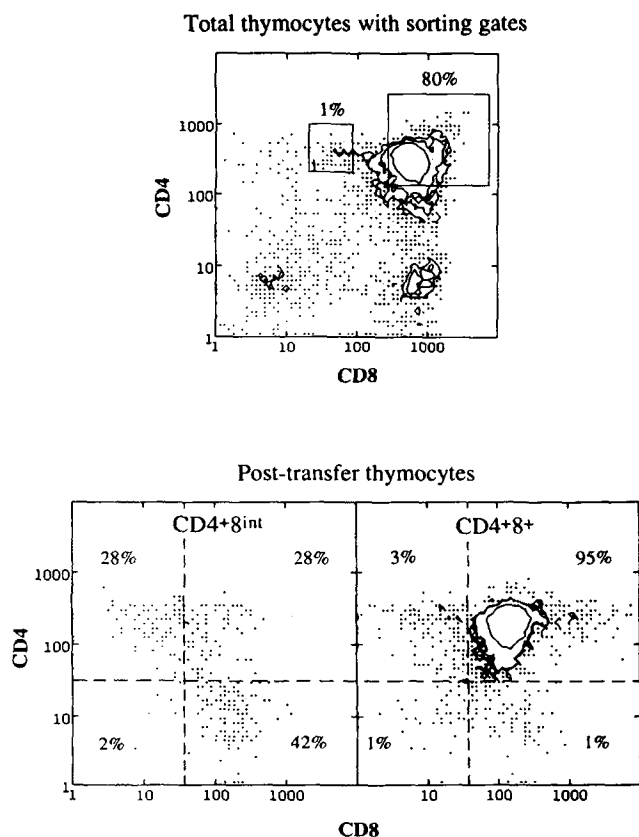 Total thymocytes with sorting gates
80%
1%
1000
100
10
1
CD4
1 10 100 1000
CD8
Post-transfer thymocytes
CD4+8int CD4+8+
28% 28% 3% 95%
1000
100
10
1
CD4
2% 42% 1% 1%
1 10 100 1000 10 100 1000
CD8